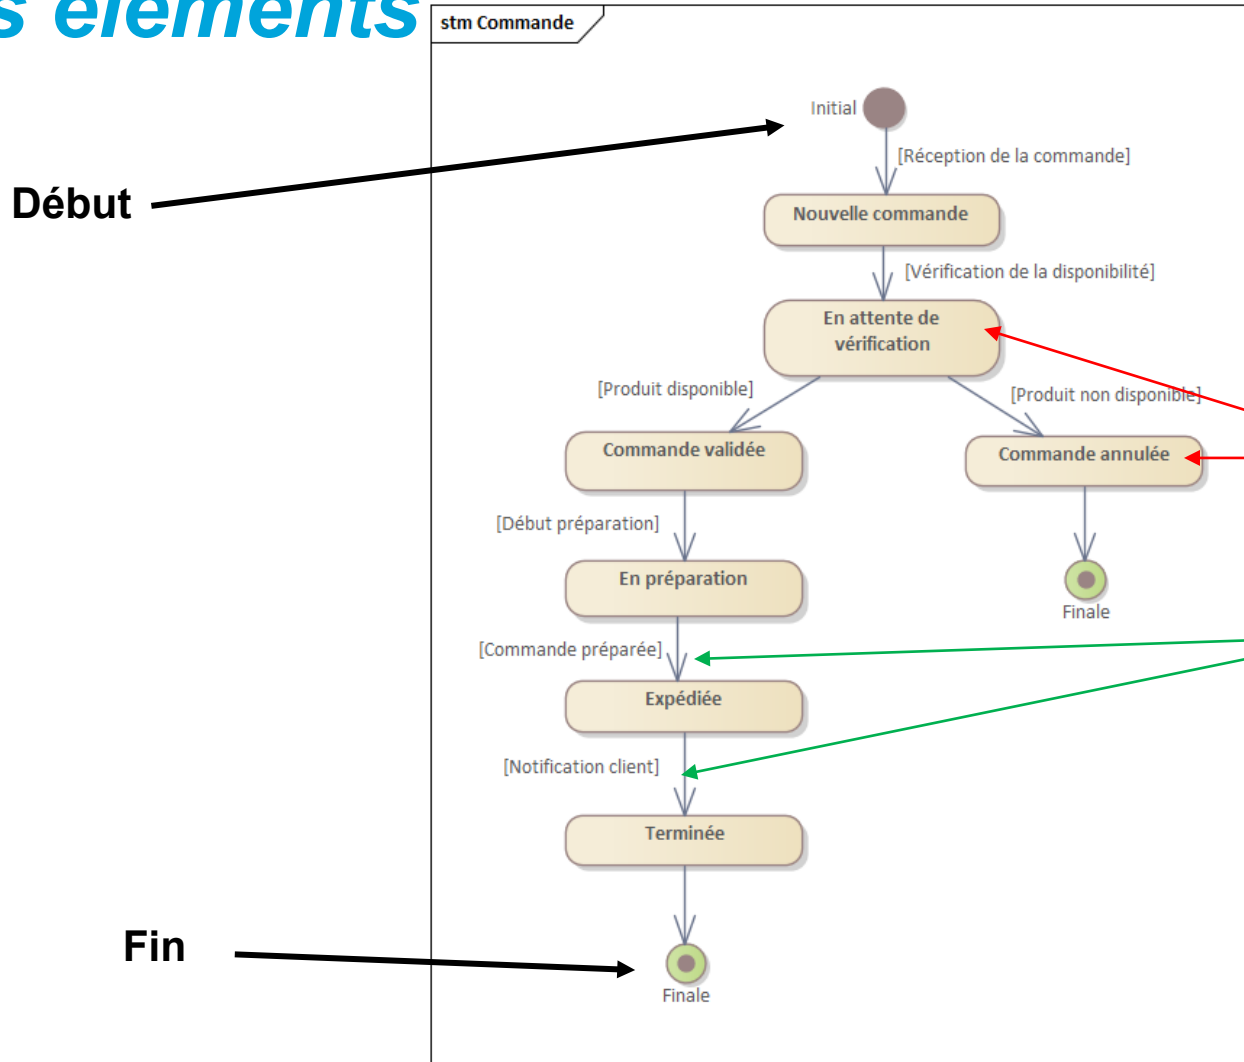 s éléments
stm Commande
Initial
[Réception de la commande]
Début
Nouvelle commande
[Vérification de la disponibilité]
En attente de
vérification
[Produit disponible]
[Produit non disponible]
Commande validée
Commande annulée
[Début préparation]
En préparation
Finale
[Commande préparée]
Expédiée
[Notification client]
Terminée
Fin
Finale